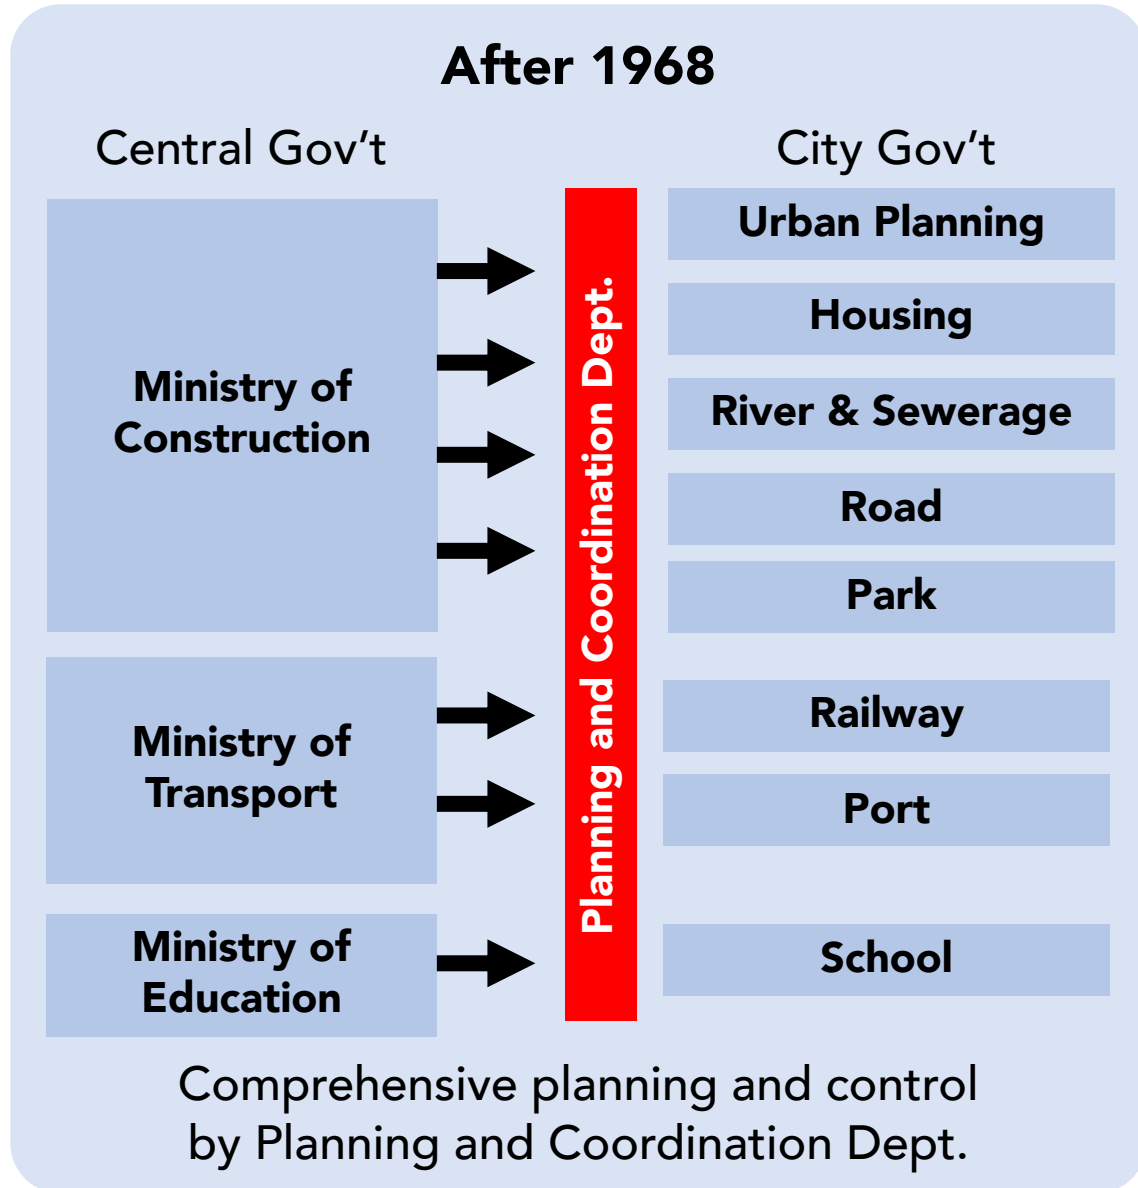 After 1968
Central Gov't
City Gov't
Ministry of
Construction
Ministry of
Transport
Ministry of
Education
Planning and Coordination Dept.
Urban Planning
Housing
River & Sewerage
Road
Park
Railway
Port
School
Comprehensive planning and control
by Planning and Coordination Dept.